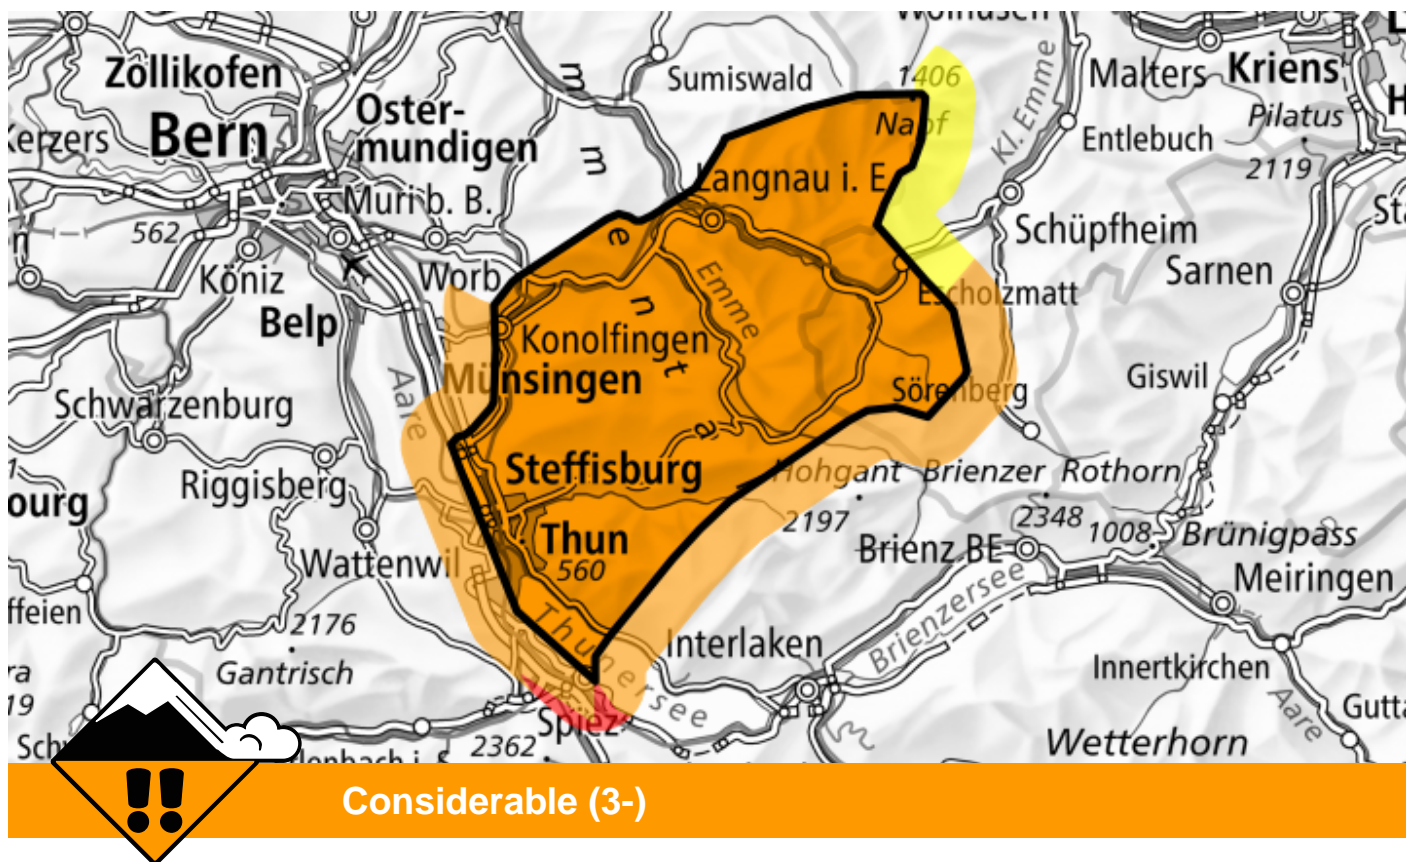 Wolhusen
Zollikofen
Sumiswald
1406
Malters
Kriens
Kl. Emme
Oster-
mundigen
Bern
Kerzers
Napf
Entlebuch
Pilatus
2119
Langnau i. E.
Muri b. B.
562
Köniz
Worb
Schüpfheim
Sarnen
Belp
Emme
Emmental
Escholzmatt
Konolfingen
Münsingen
Aare
Schwarzenburg
Sörenberg
Giswil
Steffisburg
Riggisberg
Hohgant
2197
Brienzer Rothorn
2348
1008
Brünigpass
Thun
560
Wattenwil
Brienz BE
Meiringen
2176
Gantrisch
Thunersee
Interlaken
Brienzersee
Innertkirchen
Aare
Spiez
2362
Wetterhorn
Considerable (3-)